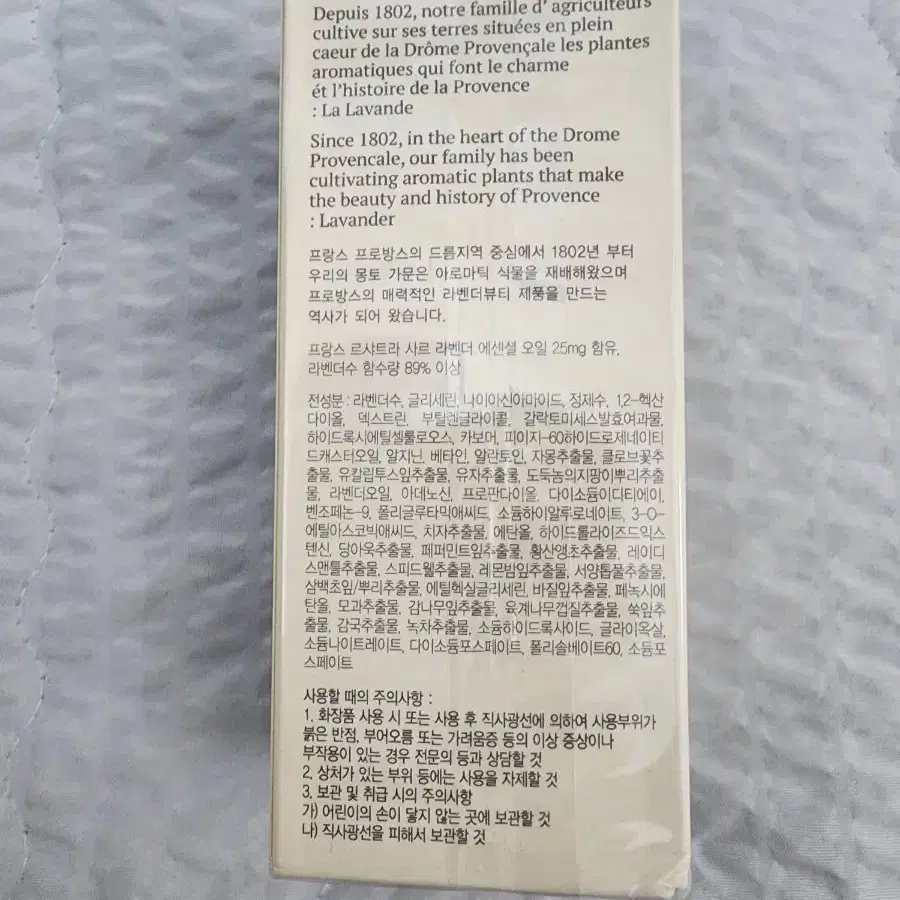 Depuis 1802, notre famille d' agriculteurs
cultive sur ses terres situées en plein
caeur de la Drôme Provençale les plantes
aromatiques qui font le charme
ét l'histoire de la Provence
: La Lavande
Since 1802, in the heart of the Drome
Provencale, our family has been
cultivating aromatic plants that make
the beauty and history of Provence
: Lavander
프랑스 프로방스의 드롬지역 중심에서 1802년 부터
우리의 몽토 가문은 아로마틱 식물을 재배해왔으며
프로방스의 매력적인 라벤더뷰티 제품을 만드는
역사가 되어 왔습니다.
프랑스 르샤트라 사르 라벤더 에센셜 오일 25mg 함유,
라벤더수 함수량 89% 이상
전성분 : 라벤더수, 글리세린, 나이아신아마이드, 정제수, 1,2-헥산
다이올, 덱스트린, 부틸렌글라이콜, 갈락토미세스발효여과물,
하이드록시에틸셀룰로오스, 카보머, 피이지-60하이드로제네이티
드캐스터오일, 알지닌, 베타인, 알란토인, 자몽추출물, 클로브꽃추
출물, 유칼립투스잎추출물, 유자추출물, 도둑놈의지팡이뿌리추출
물, 라벤더오일, 아데노신, 프로판다이올, 다이소듐이디티에이,
벤조페논-9, 폴리글루타믹애씨드, 소듐하이알루로네이트, 3-O-
에틸아스코빅애씨드, 치자추출물, 에탄올, 하이드롤라이즈드익스
텐신, 당아욱추출물, 페퍼민트잎추출물, 황산앵초추출물, 레이디
스맨틀추출물, 스피드웰추출물, 레몬밤잎추출물, 서양톱풀추출물,
삼백초잎/뿌리추출물, 에틸헥실글리세린, 바질잎추출물, 페녹시에
탄올, 모과추출물, 감나무잎추출물, 육계나무껍질추출물, 쑥잎추
출물, 감국추출물, 녹차추출물, 소듐하이드록사이드, 글라이옥살,
소듐나이트레이트, 다이소듐포스페이트, 폴리솔베이트60, 소듐포
스페이트
사용할 때의 주의사항 :
1. 화장품 사용 시 또는 사용 후 직사광선에 의하여 사용부위가
붉은 반점, 부어오름 또는 가려움증 등의 이상 증상이나
부작용이 있는 경우 전문의 등과 상담할 것
2. 상처가 있는 부위 등에는 사용을 자제할 것
3. 보관 및 취급 시의 주의사항
가) 어린이의 손이 닿지 않는 곳에 보관할 것
나) 직사광선을 피해서 보관할 것